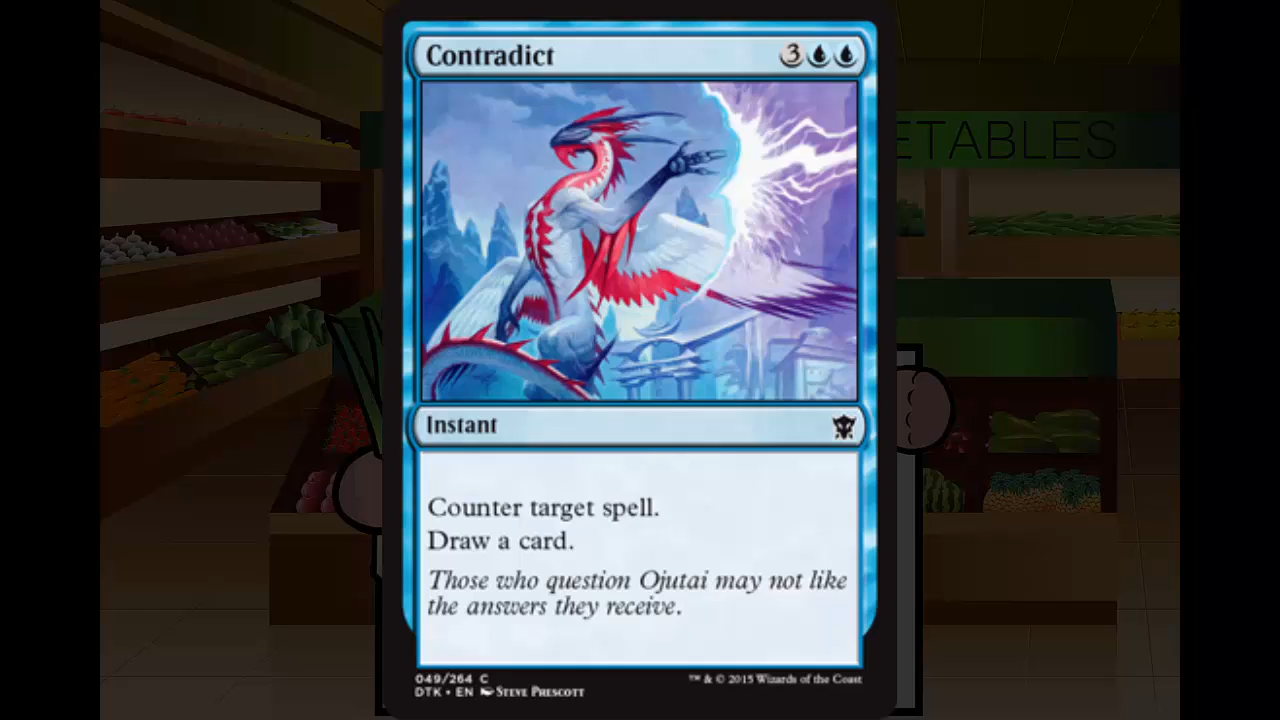 Contradict 3
ETABLES
Instant
Counter target spell.
Draw a card.
Those who question Ojutai may not like
the answers they receive.
049/264 C
DTK • EN STEVE PRESCOTT
™ & © 2015 Wizards of the Coast